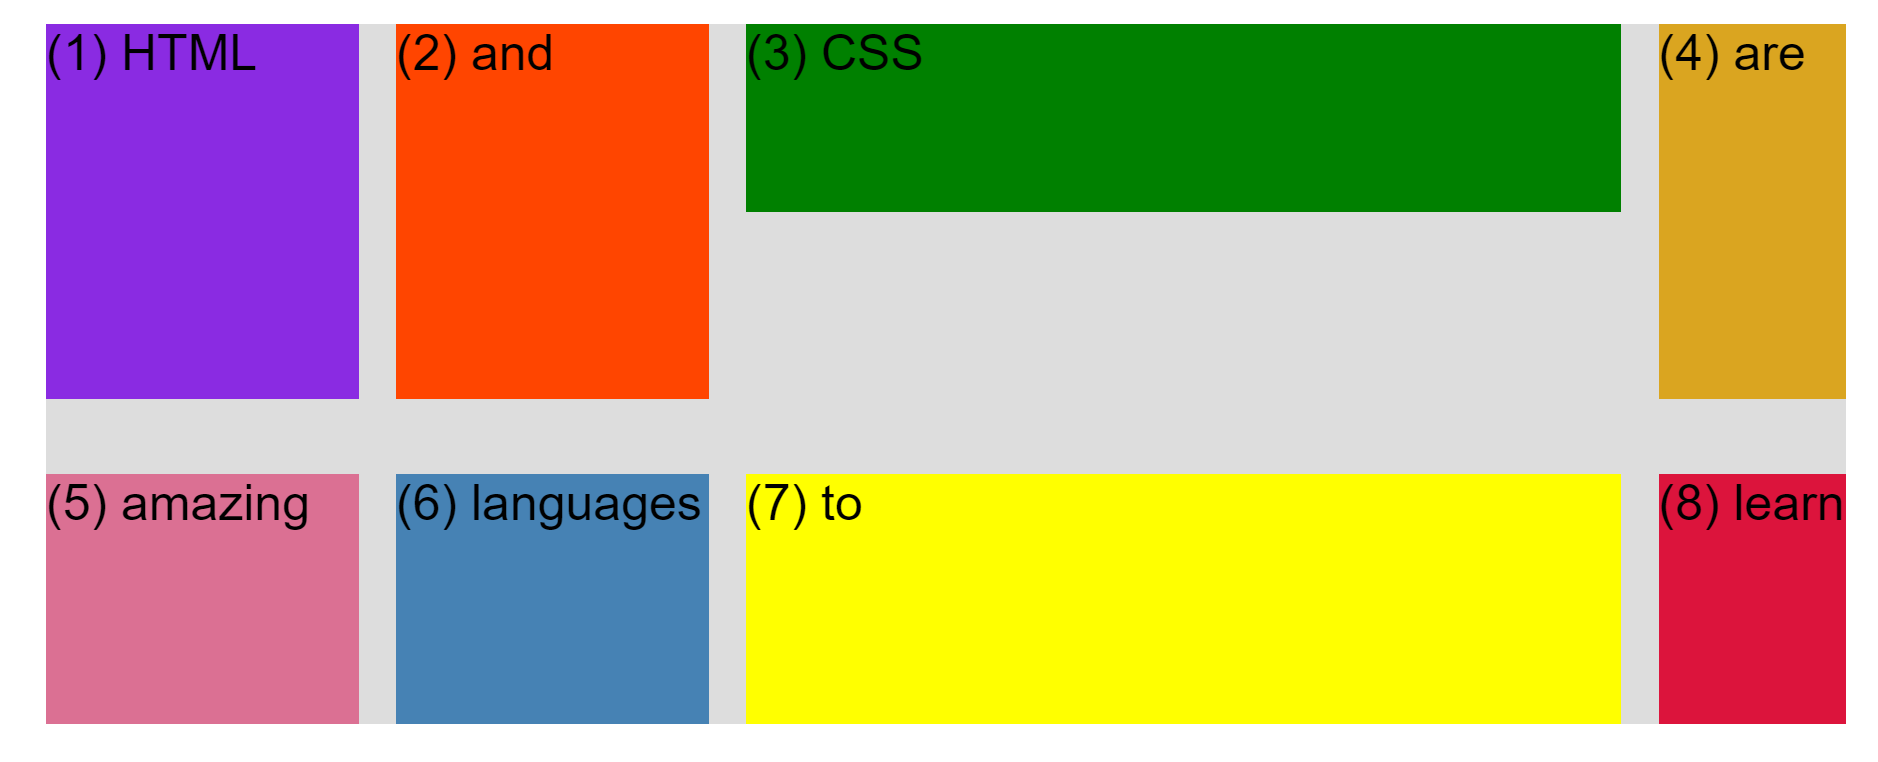 (1) HTML
(2) and
(3) CSS
(4) are
(5) amazing
(6) languages
(7) to
(8) learn